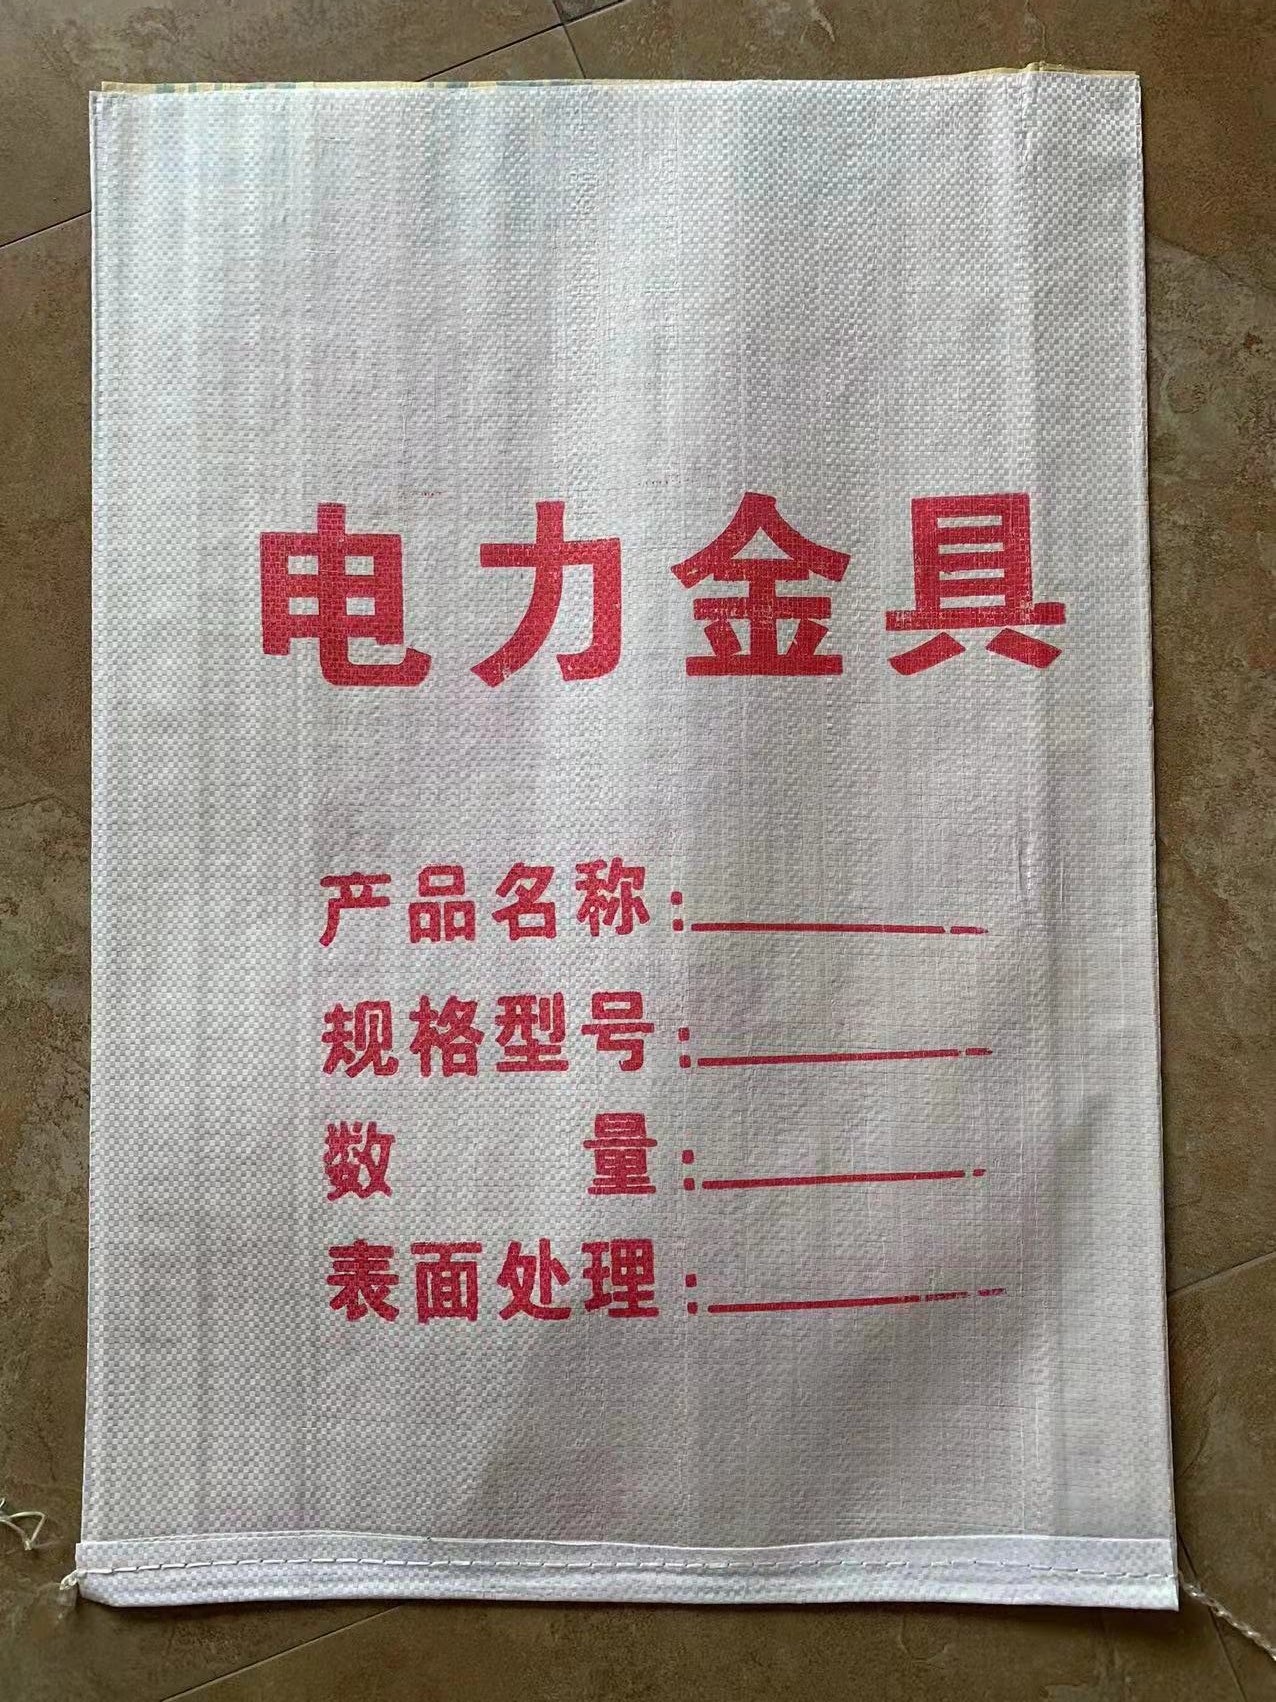 电力金具
产品名称:
规格型号:
数 量:
表面处理: